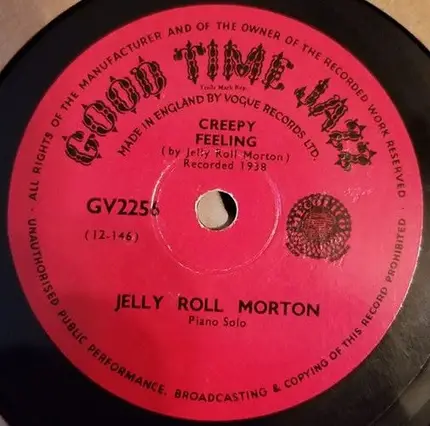 ALL RIGHTS OF THE MANUFACTURER AND OF THE OWNER OF THE RECORDED WORK RESERVED
GOOD TIME JAZZ
Trade Mark Reg.
MADE IN ENGLAND BY VOGUE RECORDS LTD.
CREEPY
FEELING
(by Jelly Roll Morton)
Recorded 1938
GV2256
(12-146)
JELLY ROLL MORTON
Piano Solo
UNAUTHORISED PUBLIC PERFORMANCE, BROADCASTING & COPYING OF THIS RECORD PROHIBITED